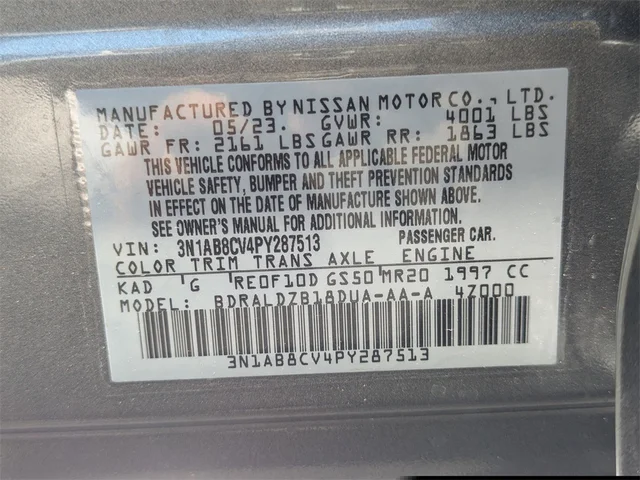 MANUFACTURED BY NISSAN MOTOR CO., LTD.
DATE: 05/23. GVWR: 4001 LBS
GAWR FR: 2161 LBS GAWR RR: 1863 LBS
THIS VEHICLE CONFORMS TO ALL APPLICABLE FEDERAL MOTOR
VEHICLE SAFETY, BUMPER AND THEFT PREVENTION STANDARDS
IN EFFECT ON THE DATE OF MANUFACTURE SHOWN ABOVE.
SEE OWNER'S MANUAL FOR ADDITIONAL INFORMATION.
VIN: 3N1AB8CV4PY287513 PASSENGER CAR.
COLOR TRIM TRANS AXLE ENGINE
KAD G RE0F10D GS50 MR20 1997 CC
MODEL: BDRALDZB18DUA-AA-A 4Z000
3N1AB8CV4PY287513